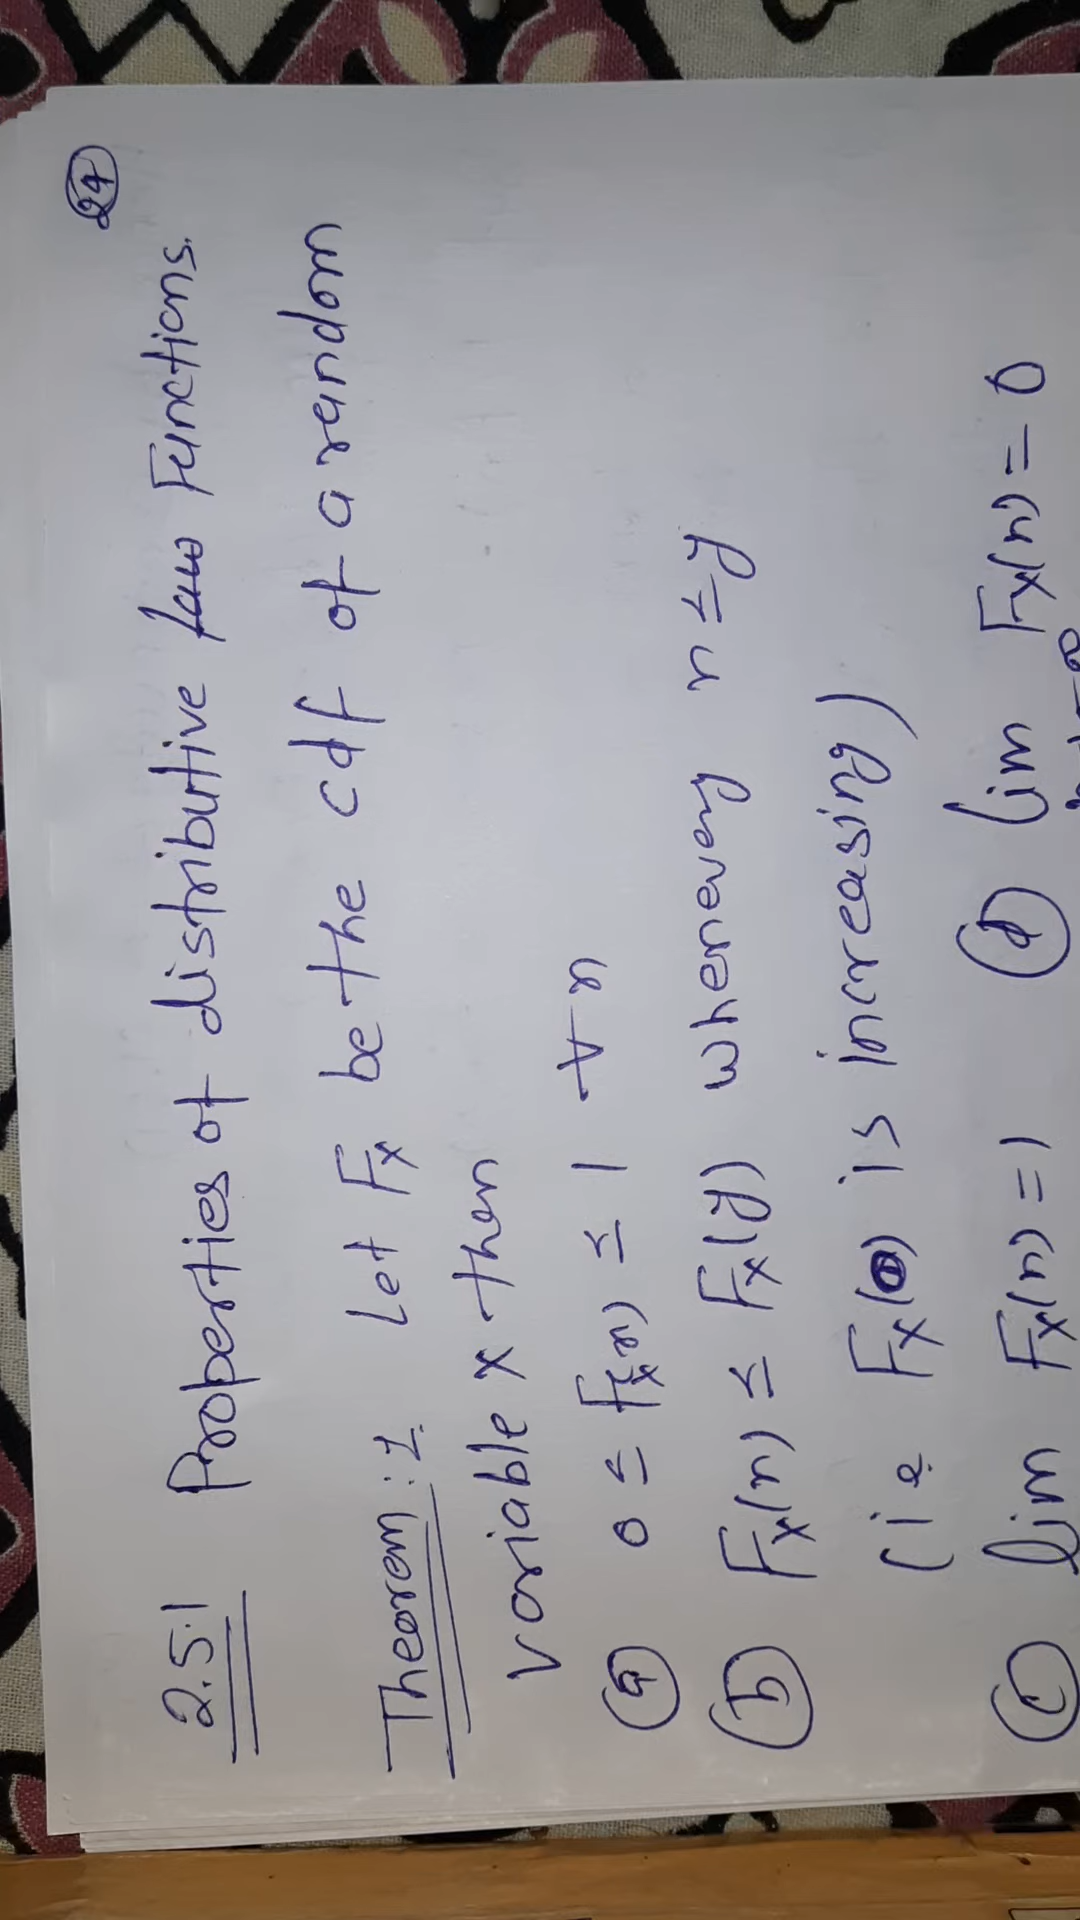 24
2.5.1 Properties of distributive law Functions.
Theorem : 1. Let Fx be the cdf of a random
variable x then
(a) 0 ≤ Fx(x) ≤ 1 ∀ x
(b) Fx(x) ≤ Fx(y) whenever x ≤ y
(i.e Fx(0) is increasing)
(c) lim Fx(x) = 1 (d) lim Fx(x) = 0